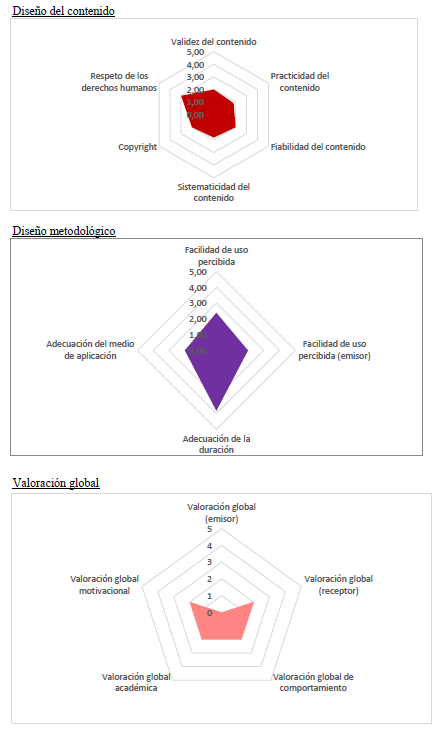 Diseño del contenido
Validez del contenido
5,00
4,00
3,00
2,00
1,00
0,00
Practicidad del
contenido
Fiabilidad del contenido
Sistematicidad del
contenido
Copyright
Respeto de los
derechos humanos
Diseño metodológico
Facilidad de uso
percibida
5,00
4,00
3,00
2,00
1,00
0,00
Facilidad de uso
percibida (emisor)
Adecuación de la
duración
Adecuación del medio
de aplicación
Valoración global
Valoración global
(emisor)
5
4
3
2
1
0
Valoración global
(receptor)
Valoración global de
comportamiento
Valoración global
académica
Valoración global
motivacional